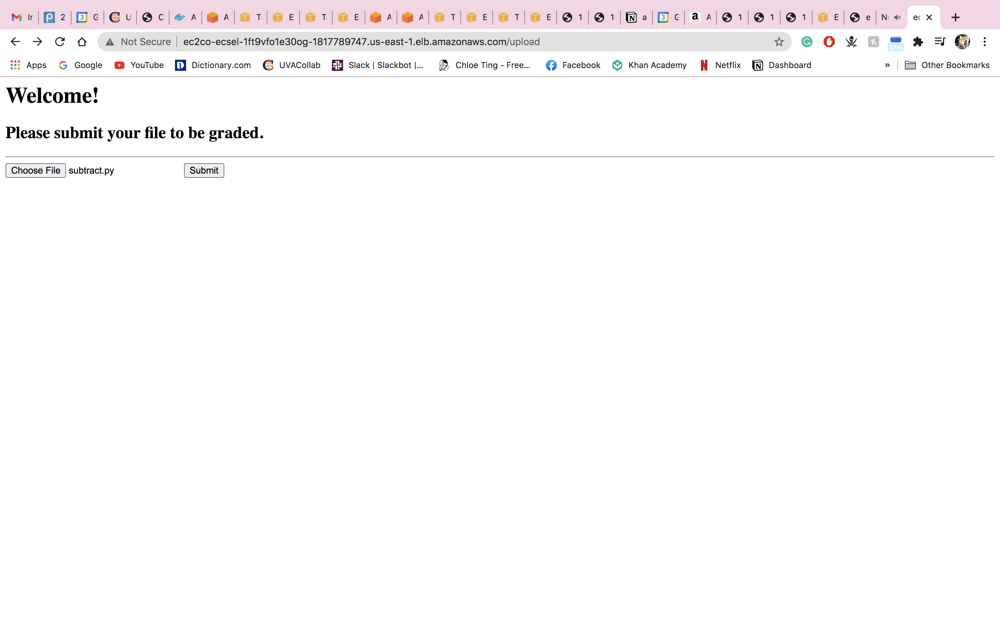 Ir 2 G U C A A T E T E A A T E T E 1 1 a G A 1 1 1 E e N ec
Not Secure ec2co-ecsel-1ft9vfo1e30og-1817789747.us-east-1.elb.amazonaws.com/upload 37m
Apps Google YouTube Dictionary.com UVACollab Slack | Slackbot |... Chloe Ting - Free... Facebook Khan Academy Netflix Dashboard » Other Bookmarks
Welcome!
Please submit your file to be graded.
Choose File subtract.py Submit